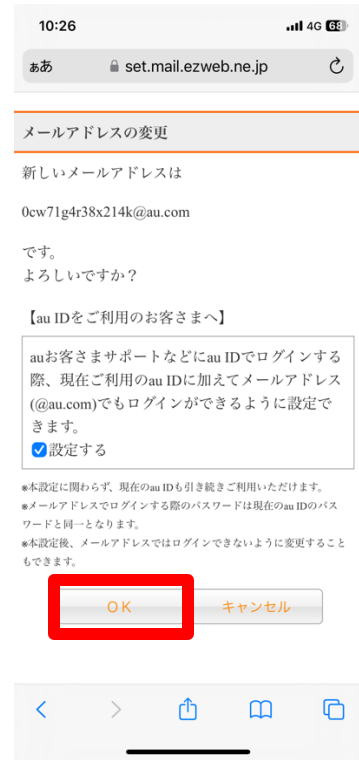 10:26
4G 68
ぁあ set.mail.ezweb.ne.jp
メールアドレスの変更
新しいメールアドレスは
0cw71g4r38x214k@au.com
です。
よろしいですか？
【au IDをご利用のお客さまへ】
auお客さまサポートなどにau IDでログインする
際、現在ご利用のau IDに加えてメールアドレス
(@au.com)でもログインができるように設定で
きます。
設定する
※本設定に関わらず、現在のau IDも引き続きご利用いただけます。
※メールアドレスでログインする際のパスワードは現在のau IDのパス
ワードと同一となります。
※本設定後、メールアドレスではログインできないように変更すること
もできます。
ＯＫ
キャンセル